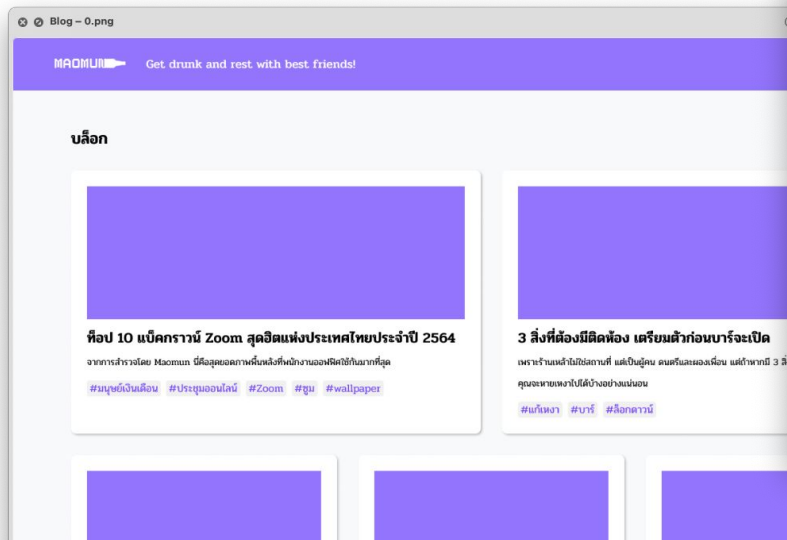 Blog – 0.png
MAOMUN
Get drunk and rest with best friends!
บล็อก
ท็อป 10 แบ็คกราวน์ Zoom สุดฮิตแห่งประเทศไทยประจำปี 2564
จากการสำรวจโดย Maomun นี่คือสุดยอดภาพพื้นหลังที่พนักงานออฟฟิศใช้กันมากที่สุด
#มนุษย์เงินเดือน #ประชุมออนไลน์ #Zoom #ซูม #wallpaper
3 สิ่งที่ต้องมีติดห้อง เตรียมตัวก่อนบาร์จะเปิด
เพราะร้านเหล้าไม่ใช่สถานที่ แต่เป็นผู้คน ดนตรีและผองเพื่อน แต่ถ้าหากมี 3
คุณจะหายเหงาไปได้บ้างอย่างแน่นอน
#แก้เหงา #บาร์ #ล็อกดาวน์